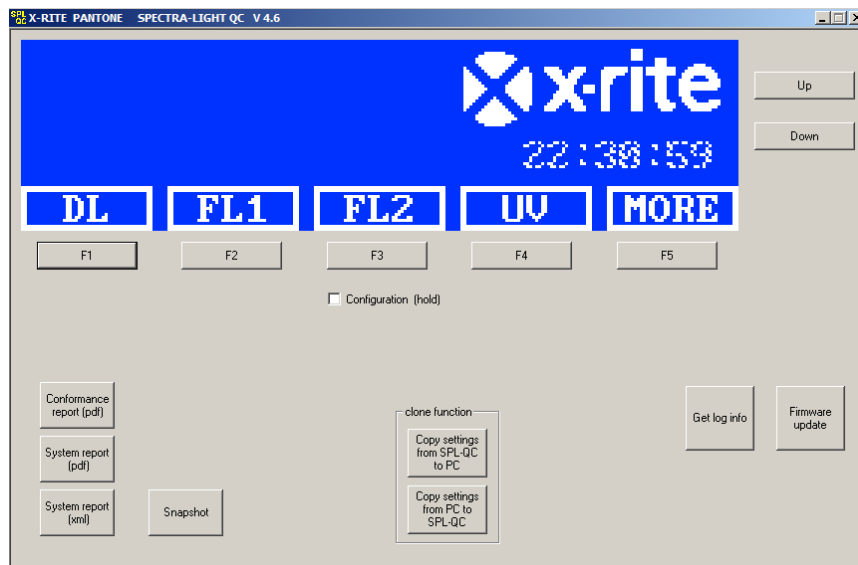 SPL QC X-RITE PANTONE SPECTRA-LIGHT QC V 4.6
x-rite
22:30:59
DL FL1 FL2 UV MORE
F1 F2 F3 F4 F5
Up
Down
Configuration (hold)
Conformance
report (pdf)
System report
(pdf)
System report
(xml)
Snapshot
clone function
Copy settings
from SPL-QC
to PC
Copy settings
from PC to
SPL-QC
Get log info
Firmware
update